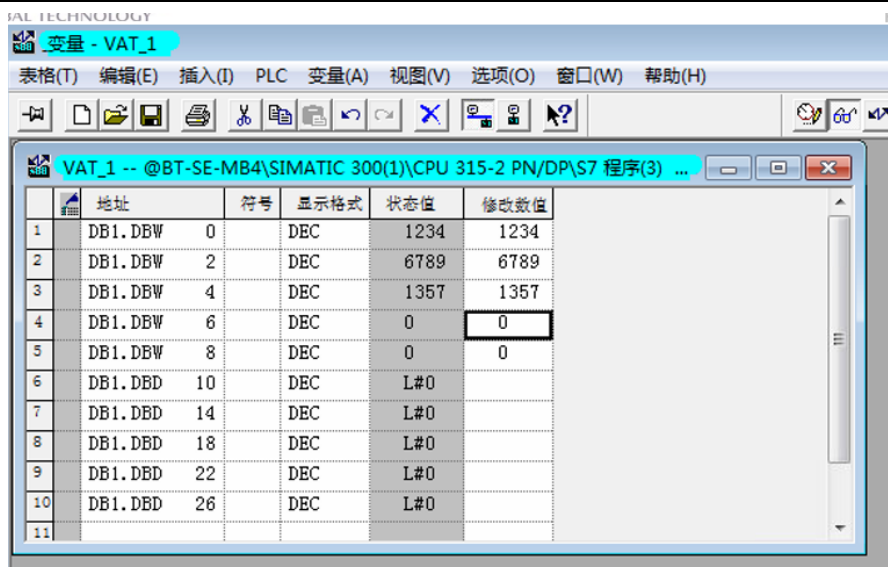 BAL TECHNOLOGY
变量 - VAT_1
表格(T) 编辑(E) 插入(I) PLC 变量(A) 视图(V) 选项(O) 窗口(W) 帮助(H)
VAT_1 -- @BT-SE-MB4\SIMATIC 300(1)\CPU 315-2 PN/DP\S7 程序(3) ...
地址 符号 显示格式 状态值 修改数值
1 DB1.DBW 0 DEC 1234 1234
2 DB1.DBW 2 DEC 6789 6789
3 DB1.DBW 4 DEC 1357 1357
4 DB1.DBW 6 DEC 0 0
5 DB1.DBW 8 DEC 0 0
6 DB1.DBD 10 DEC L#0
7 DB1.DBD 14 DEC L#0
8 DB1.DBD 18 DEC L#0
9 DB1.DBD 22 DEC L#0
10 DB1.DBD 26 DEC L#0
11